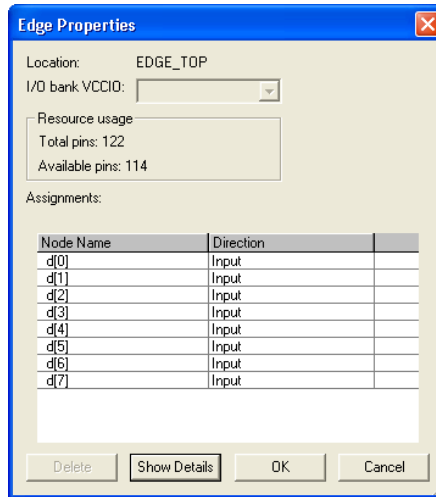 Edge Properties
Location: EDGE_TOP
I/O bank VCCIO:
Resource usage
Total pins: 122
Available pins: 114
Assignments:
Node Name Direction
d[0] Input
d[1] Input
d[2] Input
d[3] Input
d[4] Input
d[5] Input
d[6] Input
d[7] Input
Delete Show Details OK Cancel